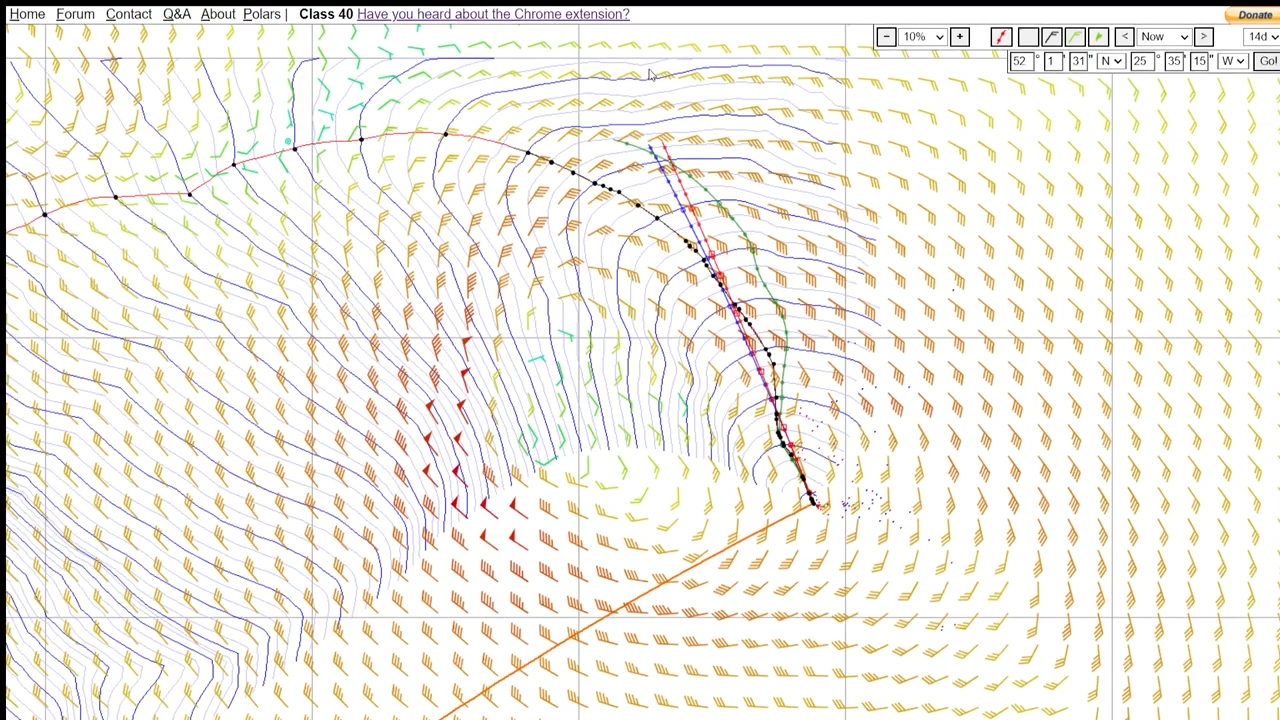 Home Forum Contact Q&A About Polars | Class 40 Have you heard about the Chrome extension? Donate
− 10% + < Now > 14d
52 ° 1 ' 31" N 25 ° 35 ' 15" W Go!